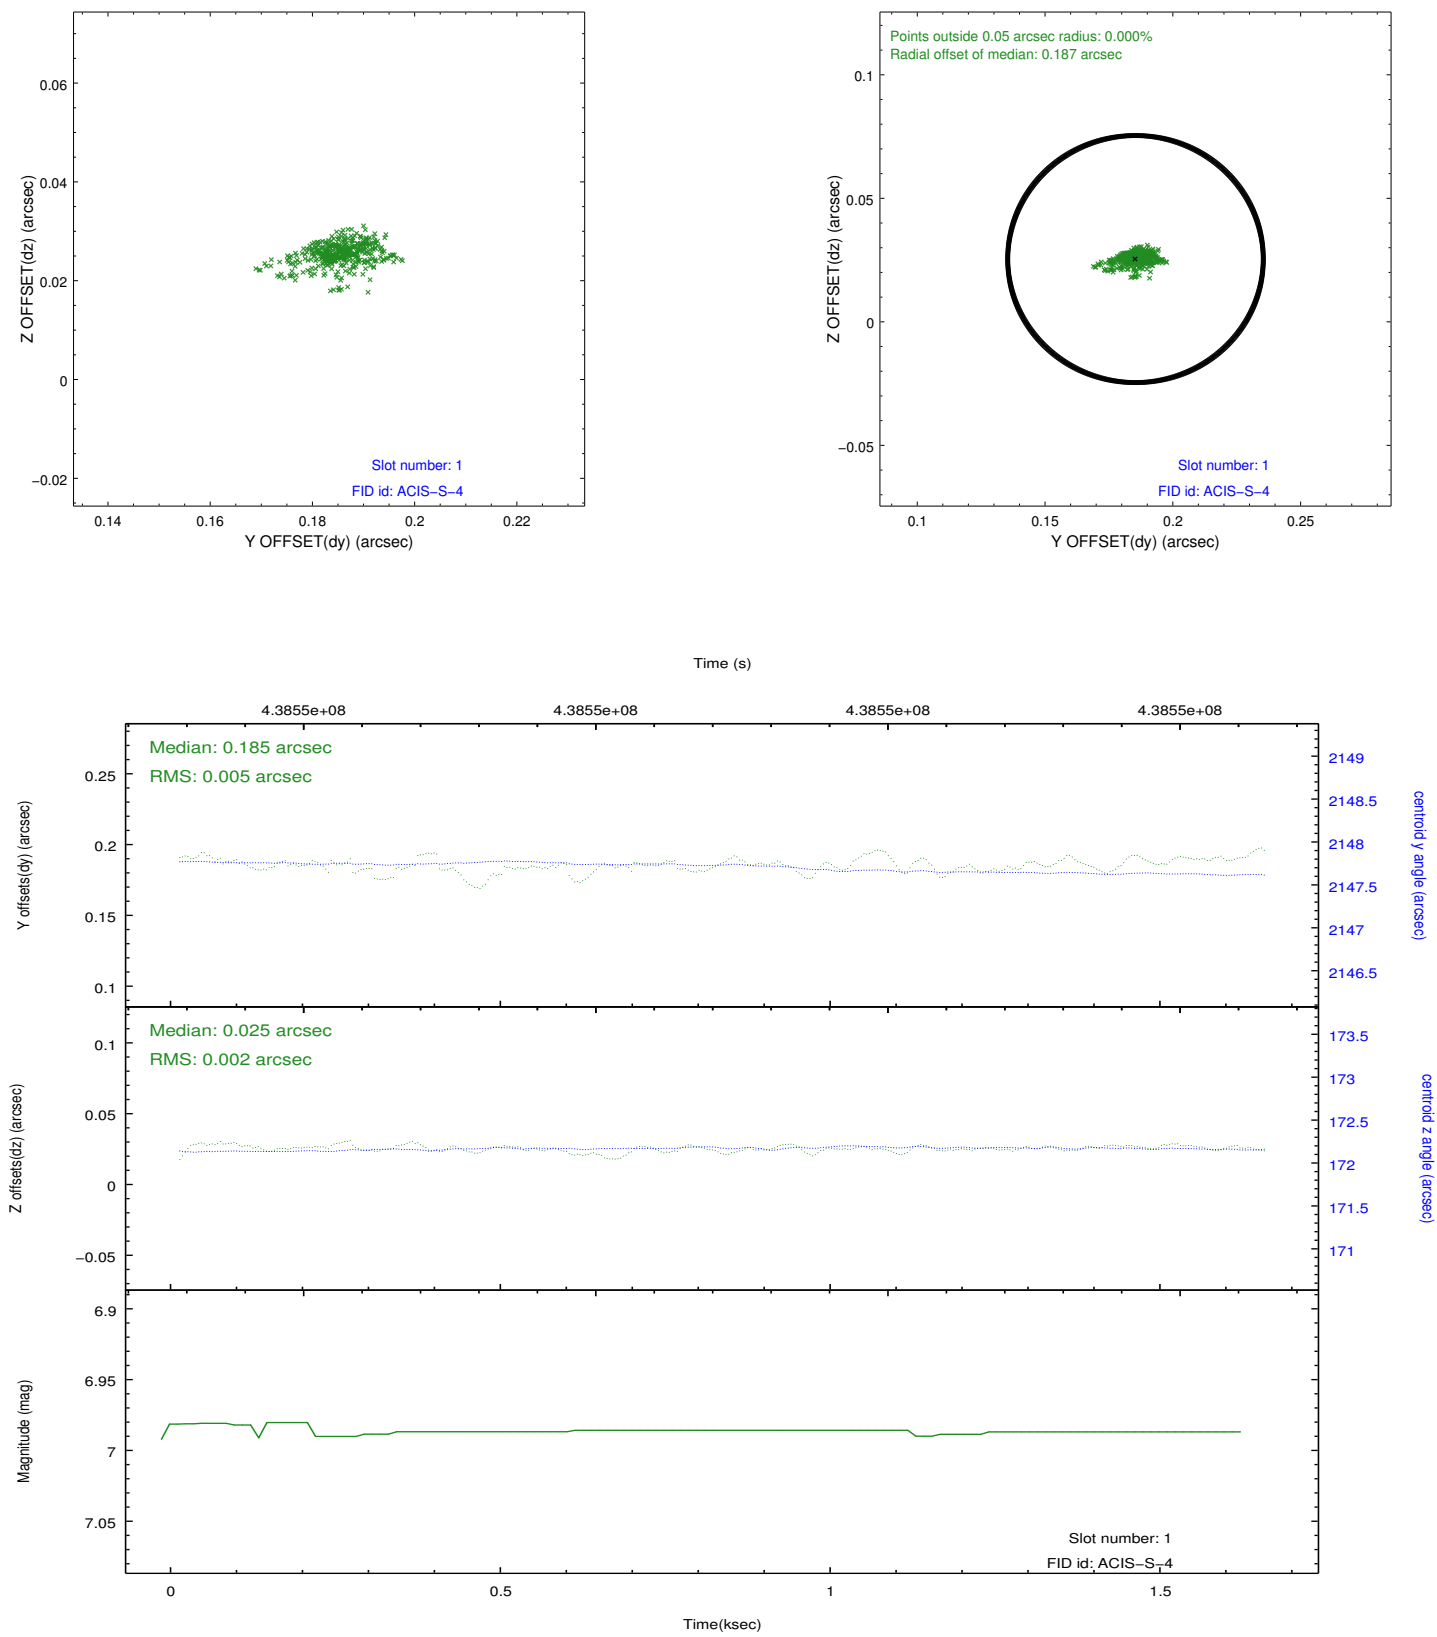 0.06
0.04
0.02
0
−0.02
Z OFFSET(dz) (arcsec)
Slot number: 1
FID id: ACIS−S−4
0.14
0.16
0.18
0.2
0.22
Y OFFSET(dy) (arcsec)
Points outside 0.05 arcsec radius: 0.000%
Radial offset of median: 0.187 arcsec
0.1
0.05
0
−0.05
Z OFFSET(dz) (arcsec)
Slot number: 1
FID id: ACIS−S−4
0.1
0.15
0.2
0.25
Y OFFSET(dy) (arcsec)
Time (s)
4.3855e+08
4.3855e+08
4.3855e+08
4.3855e+08
Median: 0.185 arcsec
RMS: 0.005 arcsec
0.25
0.2
0.15
0.1
Y offsets(dy) (arcsec)
2149
2148.5
2148
2147.5
2147
2146.5
centroid y angle (arcsec)
Median: 0.025 arcsec
RMS: 0.002 arcsec
0.1
0.05
0
−0.05
Z offsets(dz) (arcsec)
173.5
173
172.5
172
171.5
171
centroid z angle (arcsec)
6.9
6.95
7
7.05
Magnitude (mag)
Slot number: 1
FID id: ACIS−S−4
0
0.5
1
1.5
Time(ksec)